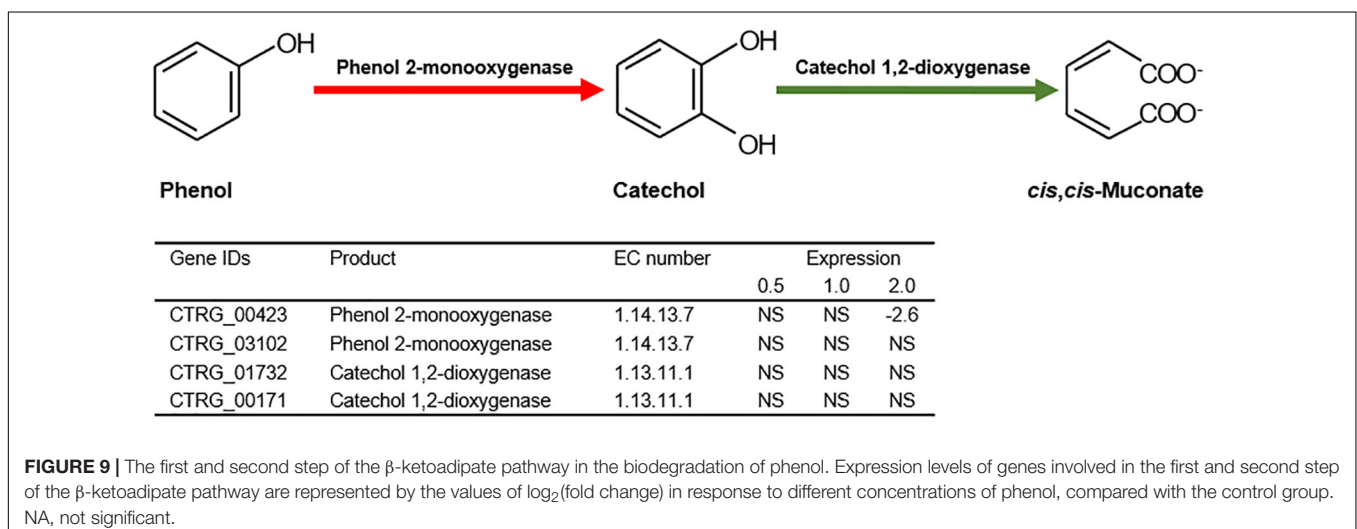 OH
OH
Phenol 2-monooxygenase
Catechol 1,2-dioxygenase
COO-
COO-
OH
Phenol
Catechol
cis,cis-Muconate
Gene IDs Product EC number Expression
0.5 1.0 2.0
CTRG_00423 Phenol 2-monooxygenase 1.14.13.7 NS NS -2.6
CTRG_03102 Phenol 2-monooxygenase 1.14.13.7 NS NS NS
CTRG_01732 Catechol 1,2-dioxygenase 1.13.11.1 NS NS NS
CTRG_00171 Catechol 1,2-dioxygenase 1.13.11.1 NS NS NS
FIGURE 9 | The first and second step of the β-ketoadipate pathway in the biodegradation of phenol. Expression levels of genes involved in the first and second step
of the β-ketoadipate pathway are represented by the values of log₂(fold change) in response to different concentrations of phenol, compared with the control group.
NA, not significant.